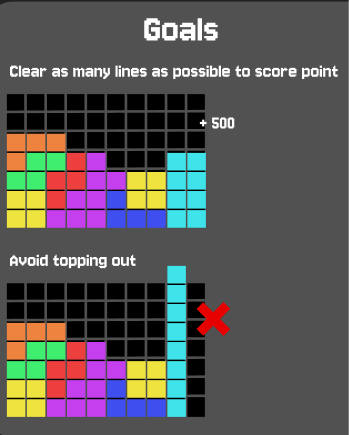 Goals
Clear as many lines as possible to score point
+ 500
Avoid topping out